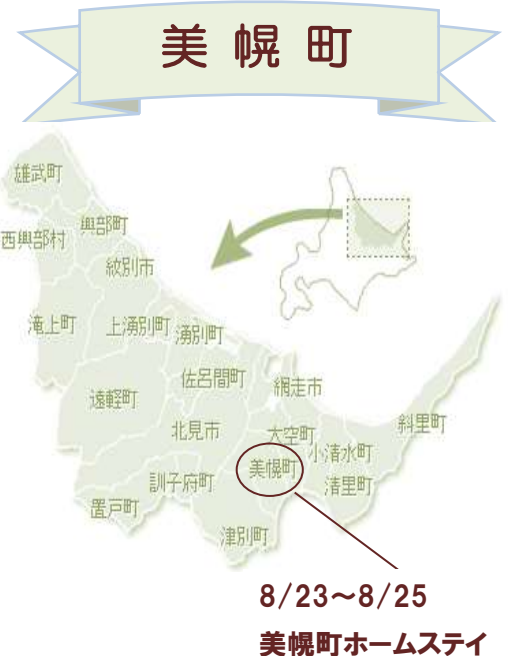 美幌町
雄武町
興部町
西興部村
紋別市
滝上町
上湧別町
湧別町
佐呂間町
網走市
遠軽町
斜里町
北見市
大空町
小清水町
美幌町
訓子府町
清里町
置戸町
津別町
8/23～8/25
美幌町ホームステイ